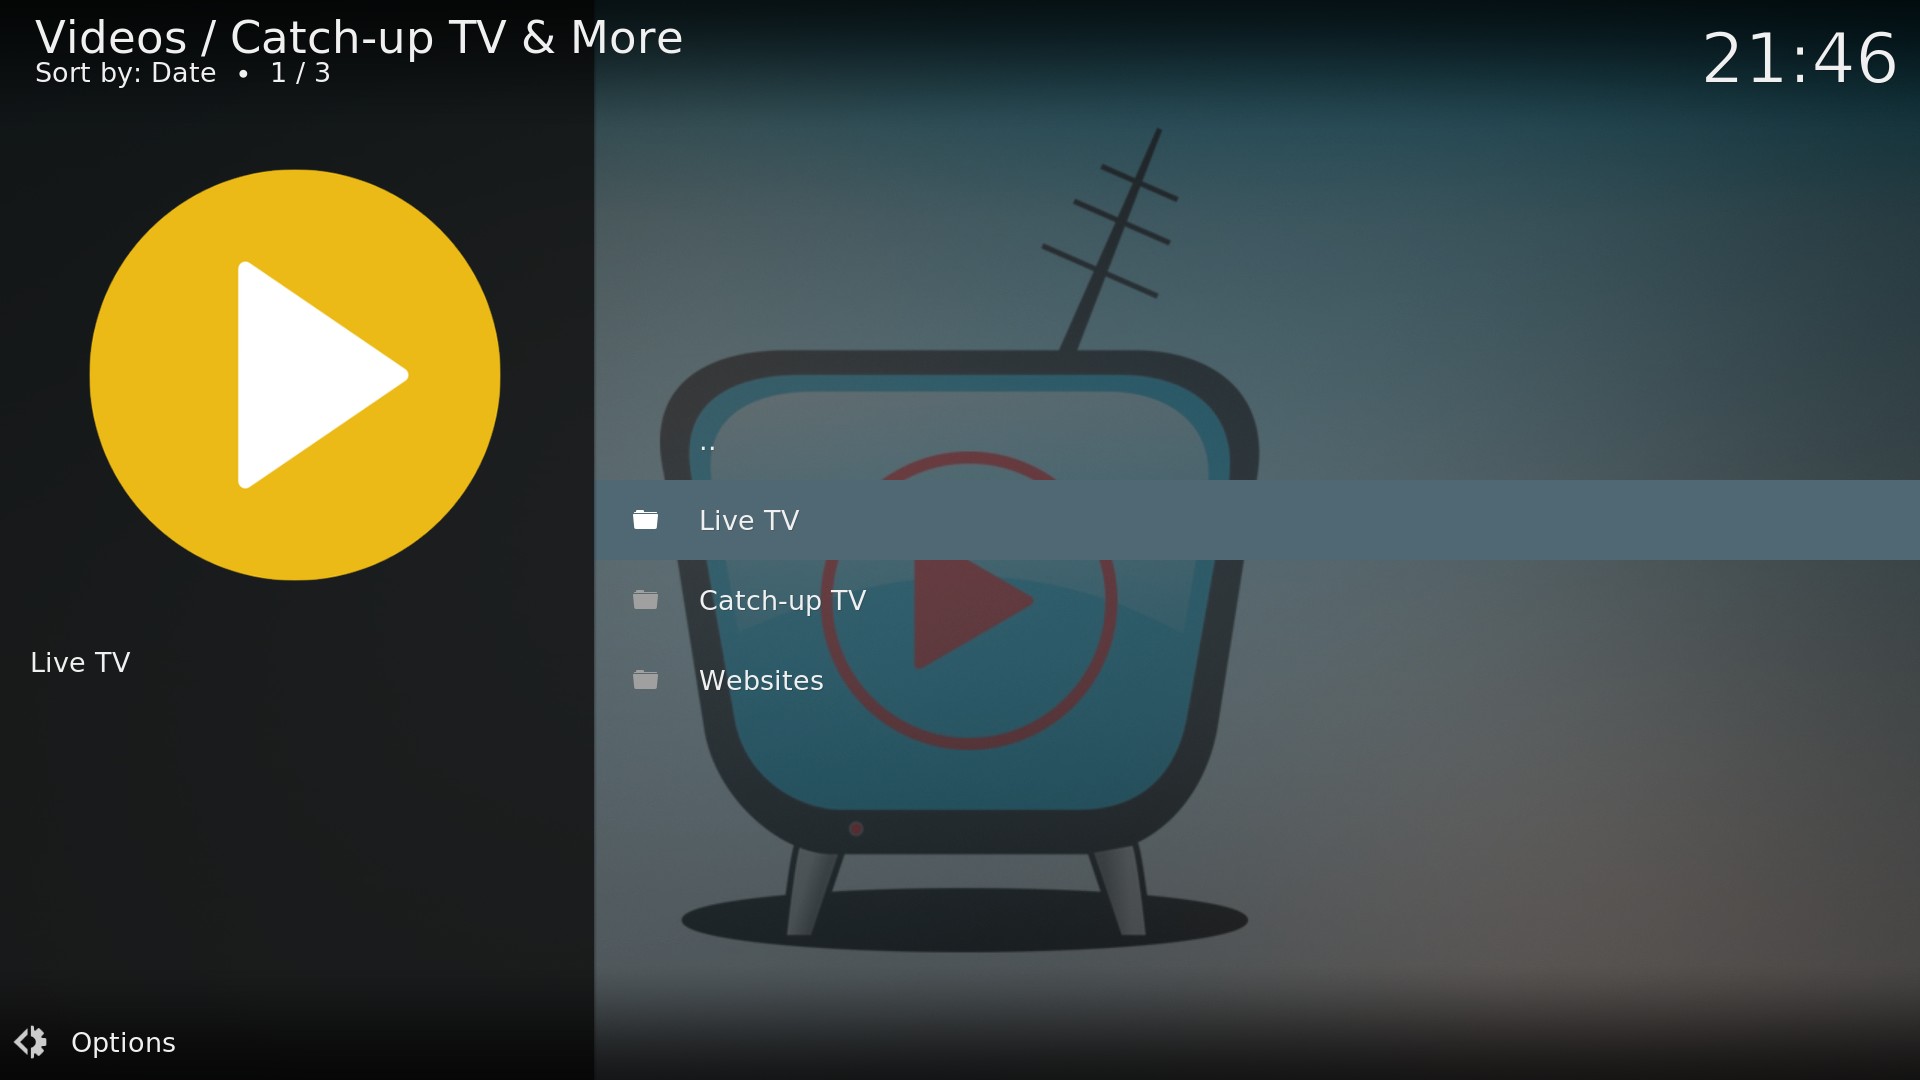 Videos / Catch-up TV & More
Sort by: Date • 1 / 3
21:46
..
Live TV
Catch-up TV
Websites
Live TV
Options